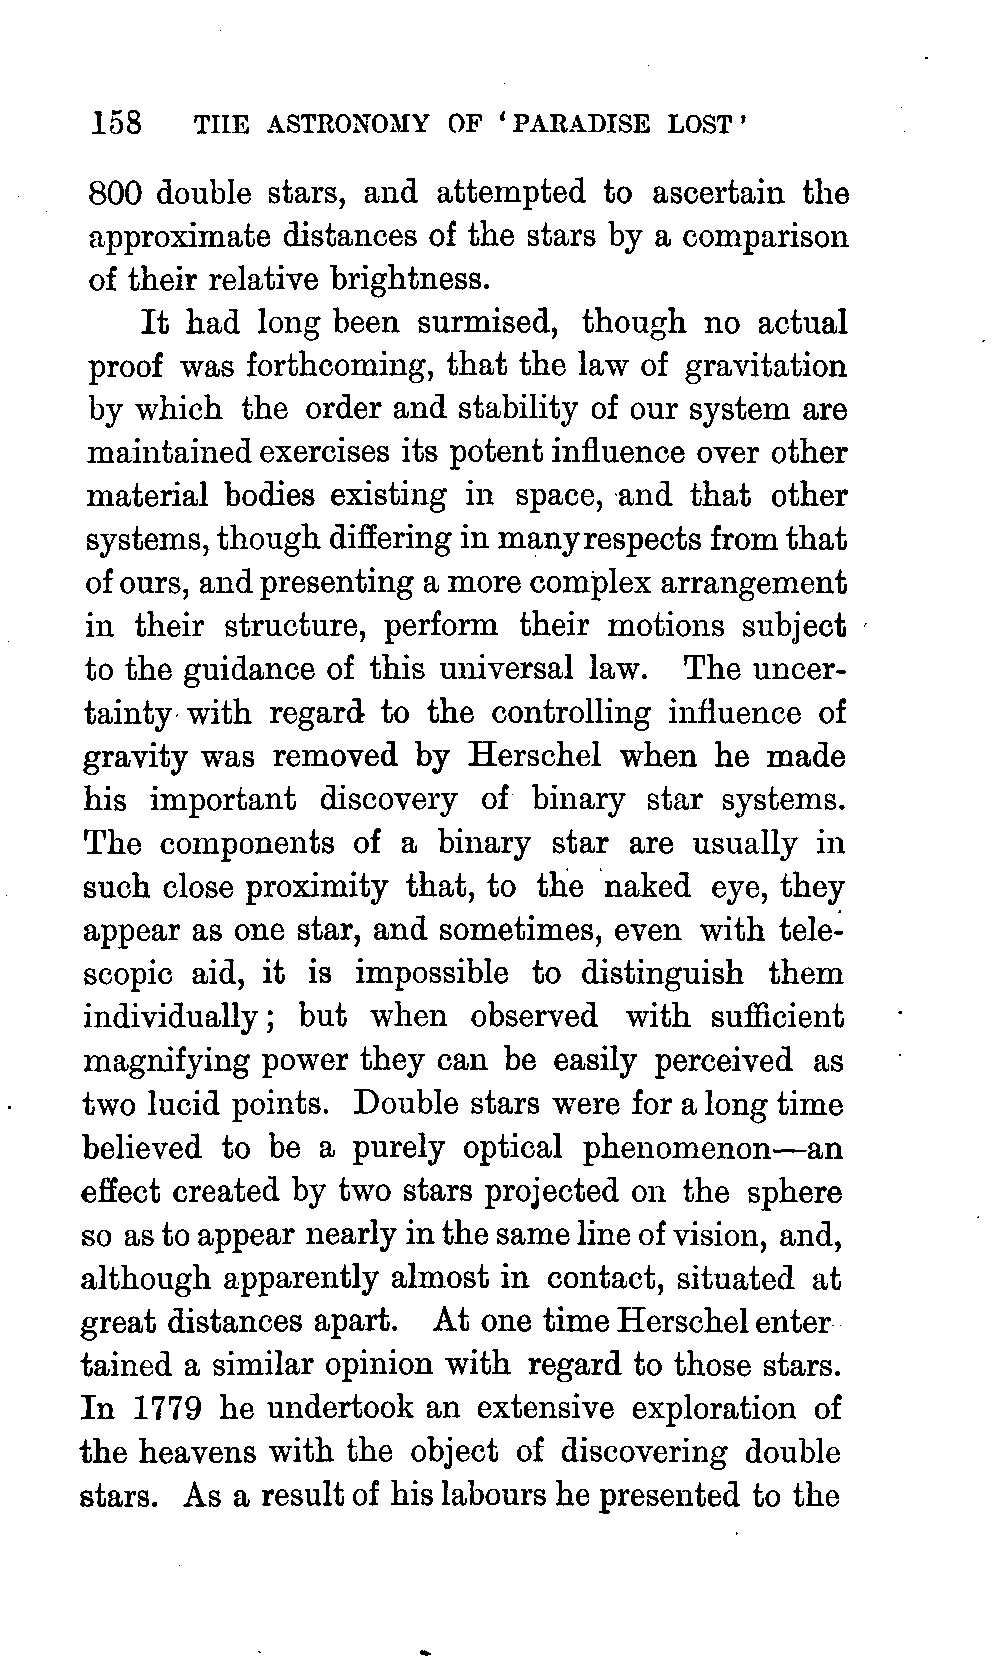 158 THE ASTRONOMY OF ‘PARADISE LOST’
800 double stars, and attempted to ascertain the
approximate distances of the stars by a comparison
of their relative brightness.
It had long been surmised, though no actual
proof was forthcoming, that the law of gravitation
by which the order and stability of our system are
maintained exercises its potent influence over other
material bodies existing in space, and that other
systems, though differing in many respects from that
of ours, and presenting a more complex arrangement
in their structure, perform their motions subject
to the guidance of this universal law. The uncer-
tainty with regard to the controlling influence of
gravity was removed by Herschel when he made
his important discovery of binary star systems.
The components of a binary star are usually in
such close proximity that, to the naked eye, they
appear as one star, and sometimes, even with tele-
scopic aid, it is impossible to distinguish them
individually; but when observed with sufficient
magnifying power they can be easily perceived as
two lucid points. Double stars were for a long time
believed to be a purely optical phenomenon—an
effect created by two stars projected on the sphere
so as to appear nearly in the same line of vision, and,
although apparently almost in contact, situated at
great distances apart. At one time Herschel enter
tained a similar opinion with regard to those stars.
In 1779 he undertook an extensive exploration of
the heavens with the object of discovering double
stars. As a result of his labours he presented to the